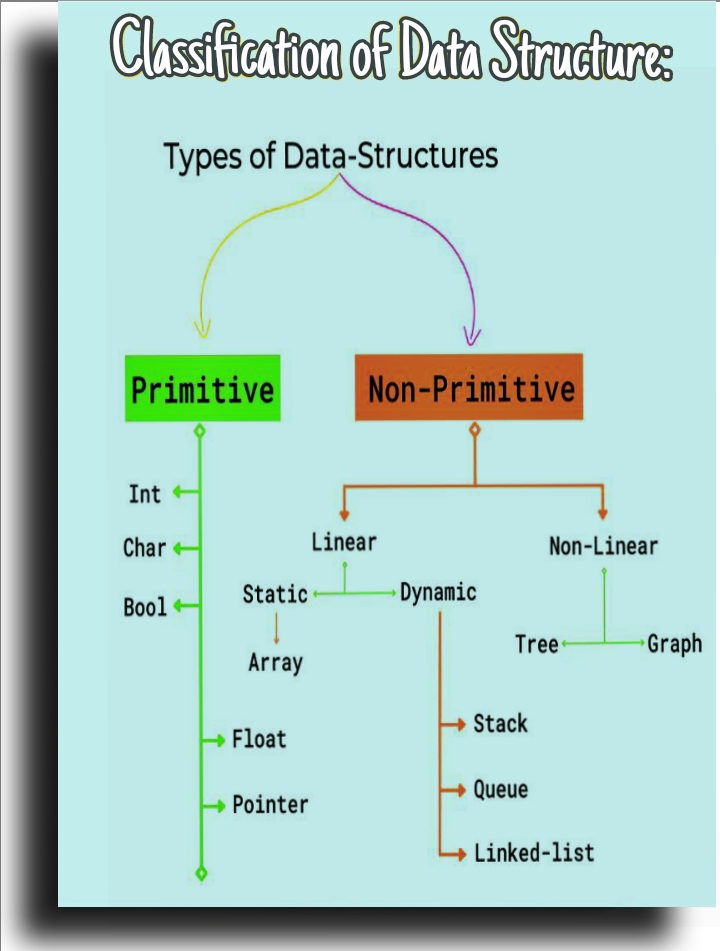 Classification of Data Structure:
Types of Data-Structures
Primitive
Non-Primitive
Int
Char
Bool
Float
Pointer
Linear
Non-Linear
Static
Dynamic
Array
Tree
Graph
Stack
Queue
Linked-list